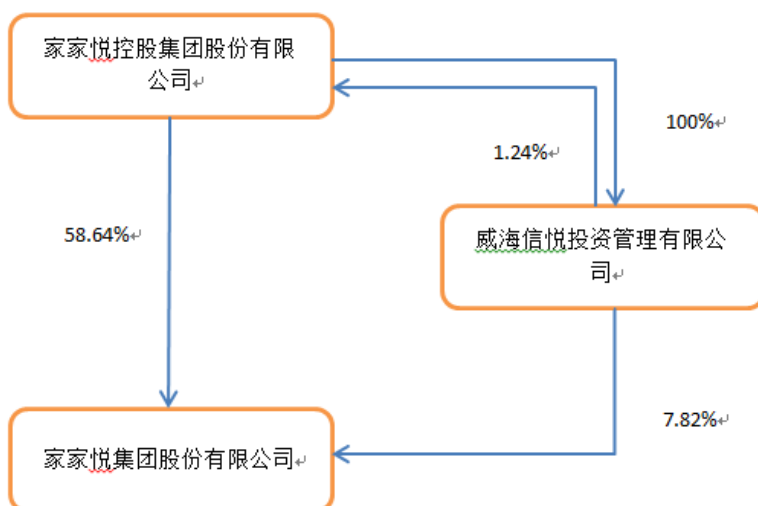 家家悦控股集团股份有限
公司↵
100%↵
1.24%↵
58.64%↵
威海信悦投资管理有限公
司↵
7.82%↵
家家悦集团股份有限公司↵